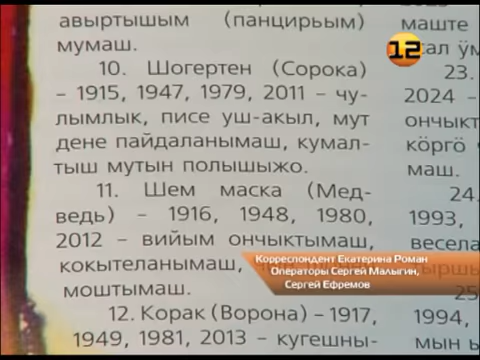 авыртышым (панцирьым)
мумаш.
10. Шогертен (Сорока)
– 1915, 1947, 1979, 2011 – чу-
лымлык, писе уш-акыл, мут
дене пайдаланымаш, кумал-
тыш мутын полышыжо.
11. Шем маска (Мед-
ведь) – 1916, 1948, 1980,
2012 – вийым ончыктымаш,
кокытеланымаш,
моштымаш.
12. Корак (Ворона) – 1917,
1949, 1981, 2013 – кугешны-
маште
23.
2024 –
ончыкт
кӧргӧ
маш.
24.
1993,
весела
25
1994,
мын ь
12
Корреспондент Екатерина Роман
Операторы Сергей Малыгин,
Сергей Ефремов